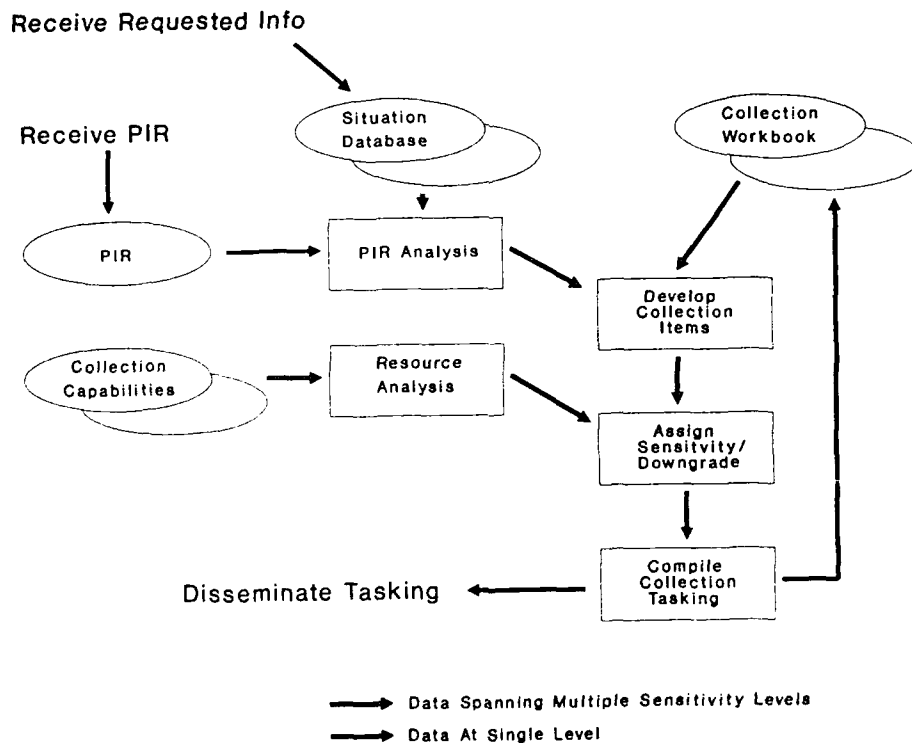 Receive Requested Info
Receive PIR
Situation
Database
Collection
Workbook
PIR
PIR Analysis
Develop
Collection
Items
Collection
Capabilities
Resource
Analysis
Assign
Sensitvity/
Downgrade
Compile
Collection
Tasking
Disseminate Tasking
Data Spanning Multiple Sensitivity Levels
Data At Single Level